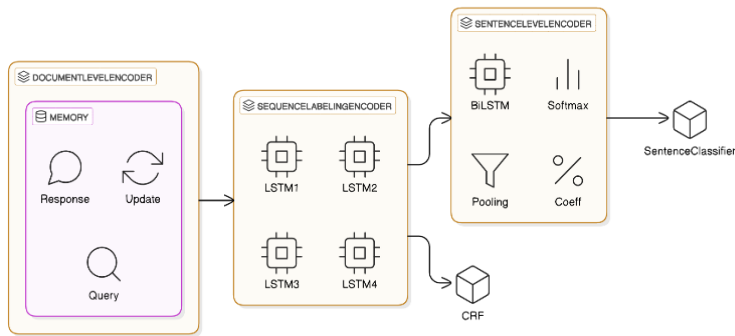 DOCUMENTLEVELENCODER
MEMORY
Response
Update
Query
SEQUENCELABELINGENCODER
LSTM1
LSTM2
LSTM3
LSTM4
SENTENCELEVELENCODER
BiLSTM
Softmax
Pooling
Coeff
SentenceClassifier
CRF